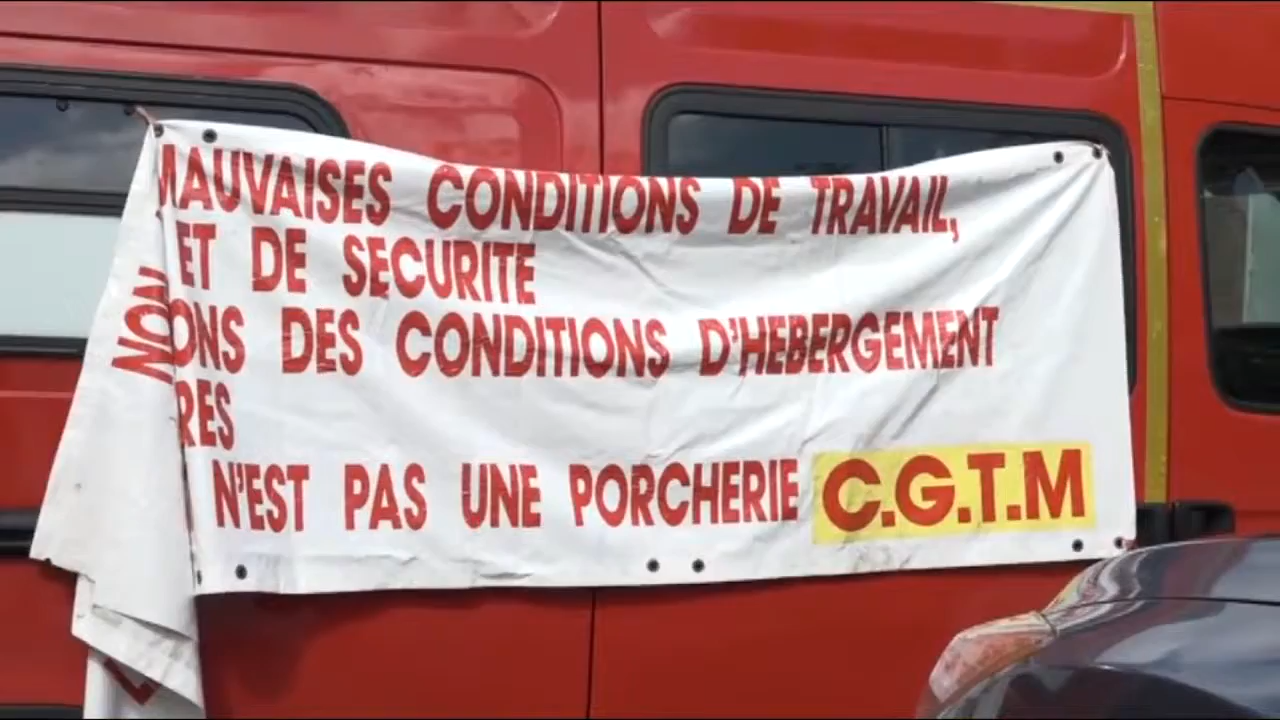 MAUVAISES CONDITIONS DE TRAVAIL,
ET DE SECURITE
NON
ONS DES CONDITIONS D'HEBERGEMENT
RES
N'EST PAS UNE PORCHERIE C.G.T.M